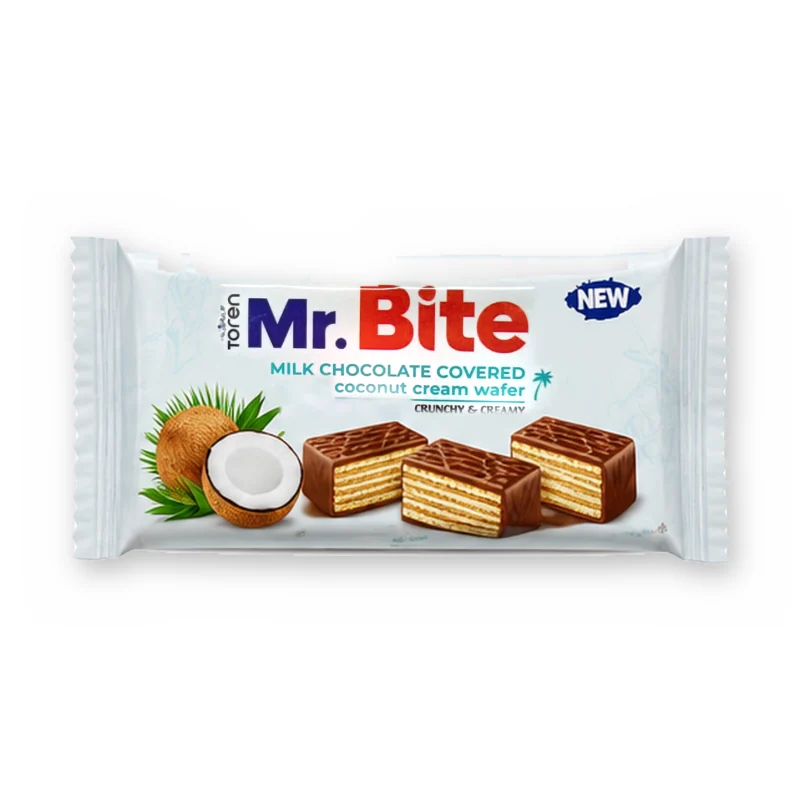 Toren
Mr. Bite
NEW
MILK CHOCOLATE COVERED
coconut cream wafer
CRUNCHY & CREAMY